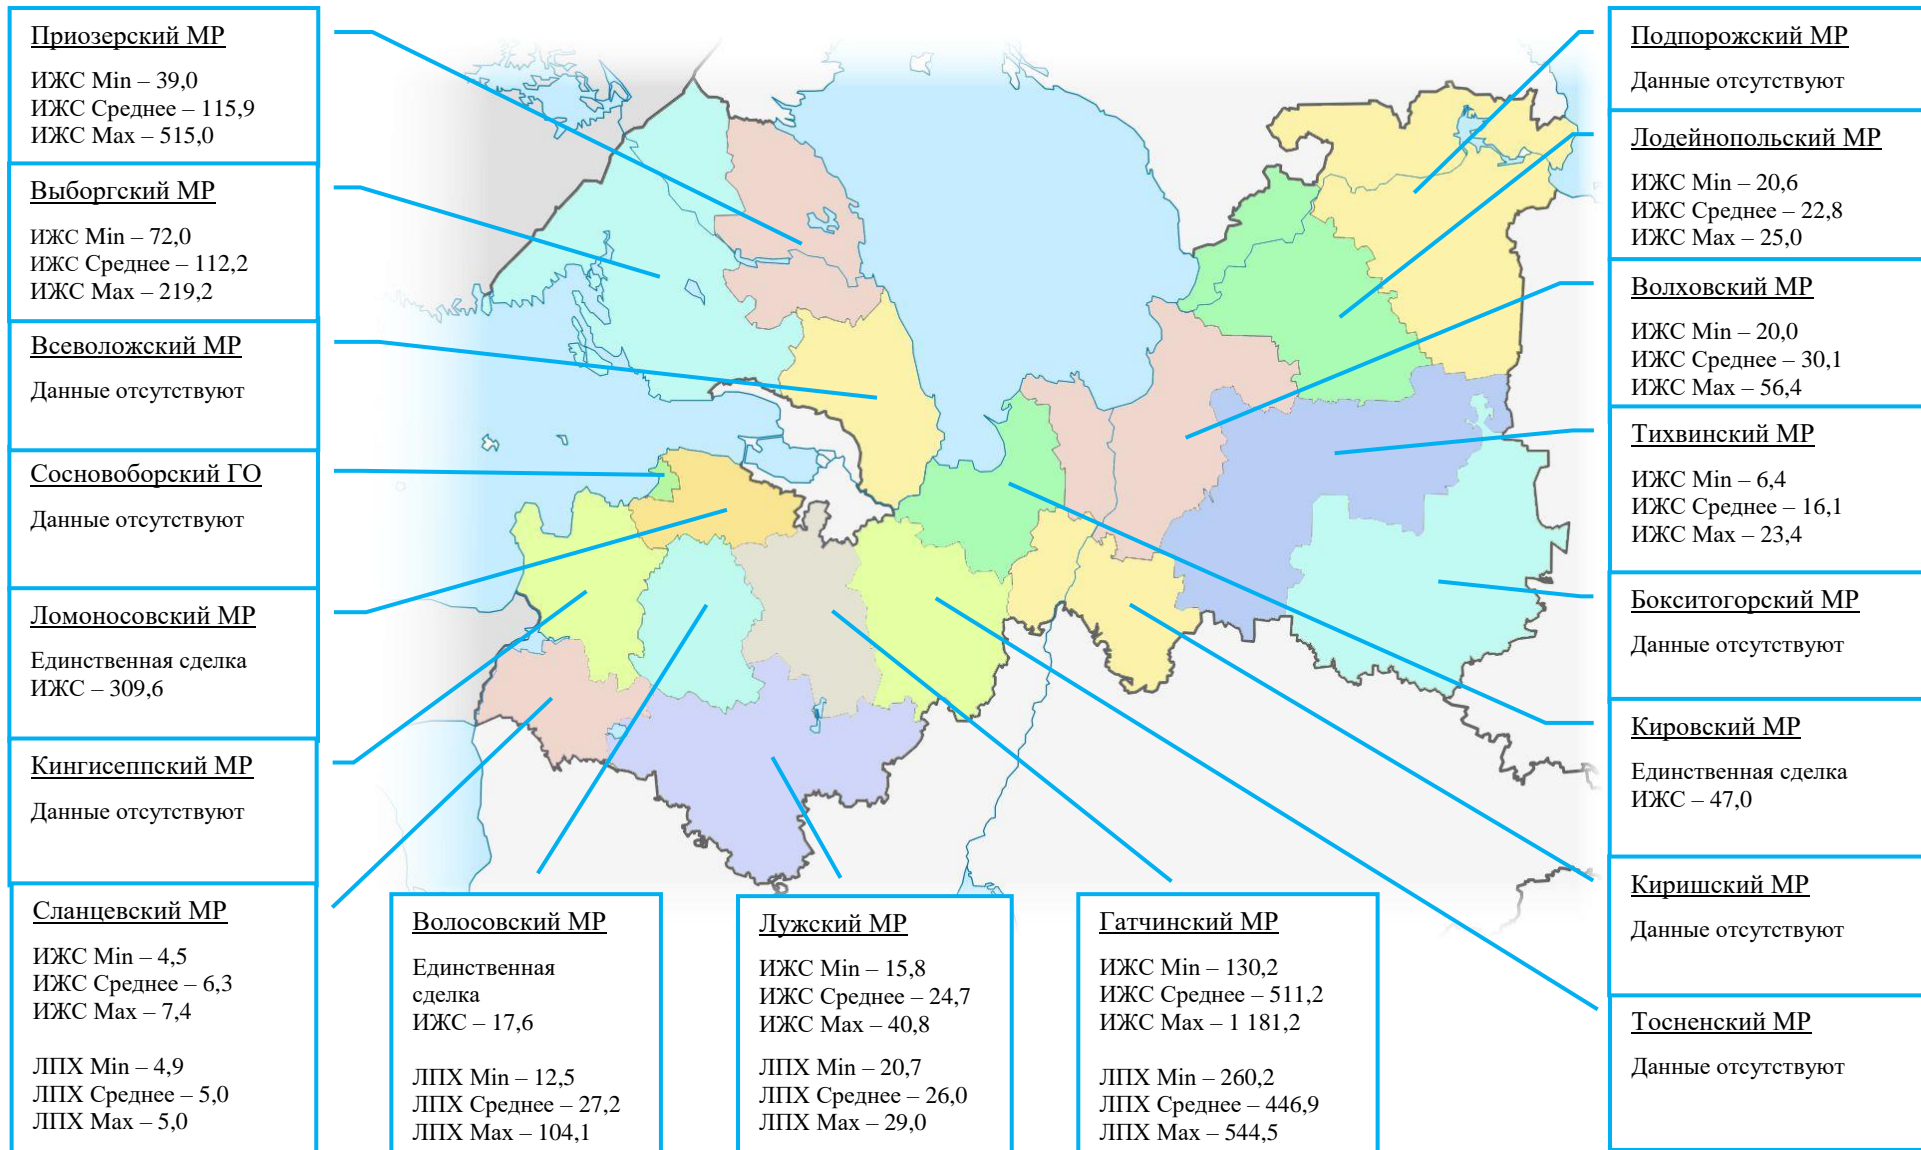 Приозерский МР
ИЖС Min – 39,0
ИЖС Среднее – 115,9
ИЖС Max – 515,0
Выборгский МР
ИЖС Min – 72,0
ИЖС Среднее – 112,2
ИЖС Max – 219,2
Всеволожский МР
Данные отсутствуют
Сосновоборский ГО
Данные отсутствуют
Ломоносовский МР
Единственная сделка
ИЖС – 309,6
Кингисеппский МР
Данные отсутствуют
Сланцевский МР
ИЖС Min – 4,5
ИЖС Среднее – 6,3
ИЖС Max – 7,4
ЛПХ Min – 4,9
ЛПХ Среднее – 5,0
ЛПХ Max – 5,0
Волосовский МР
Единственная
сделка
ИЖС – 17,6
ЛПХ Min – 12,5
ЛПХ Среднее – 27,2
ЛПХ Max – 104,1
Лужский МР
ИЖС Min – 15,8
ИЖС Среднее – 24,7
ИЖС Max – 40,8
ЛПХ Min – 20,7
ЛПХ Среднее – 26,0
ЛПХ Max – 29,0
Гатчинский МР
ИЖС Min – 130,2
ИЖС Среднее – 511,2
ИЖС Max – 1 181,2
ЛПХ Min – 260,2
ЛПХ Среднее – 446,9
ЛПХ Max – 544,5
Подпорожский МР
Данные отсутствуют
Лодейнопольский МР
ИЖС Min – 20,6
ИЖС Среднее – 22,8
ИЖС Max – 25,0
Волховский МР
ИЖС Min – 20,0
ИЖС Среднее – 30,1
ИЖС Max – 56,4
Тихвинский МР
ИЖС Min – 6,4
ИЖС Среднее – 16,1
ИЖС Max – 23,4
Бокситогорский МР
Данные отсутствуют
Кировский МР
Единственная сделка
ИЖС – 47,0
Киришский МР
Данные отсутствуют
Тосненский МР
Данные отсутствуют